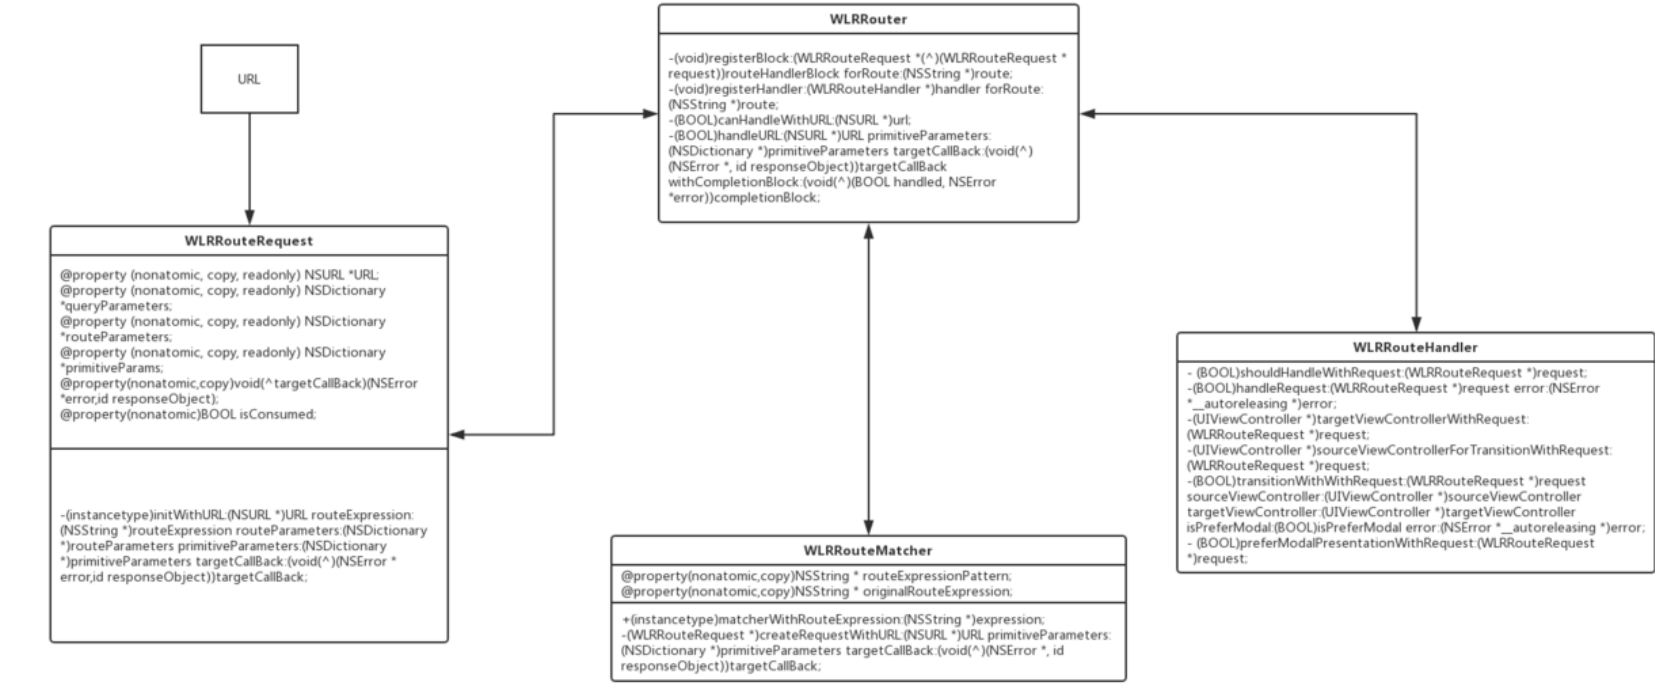 URL
WLRRouter
-(void)registerBlock:(WLRRouteRequest *(^)(WLRRouteRequest *
request))routeHandlerBlock forRoute:(NSString *)route;
-(void)registerHandler:(WLRRouteHandler *)handler forRoute:
(NSString *)route;
-(BOOL)canHandleWithURL:(NSURL *)url;
-(BOOL)handleURL:(NSURL *)URL primitiveParameters:
(NSDictionary *)primitiveParameters targetCallBack:(void(^)
(NSError *, id responseObject))targetCallBack
withCompletionBlock:(void(^)(BOOL handled, NSError
*error))completionBlock;
WLRRouteRequest
@property (nonatomic, copy, readonly) NSURL *URL;
@property (nonatomic, copy, readonly) NSDictionary
*queryParameters;
@property (nonatomic, copy, readonly) NSDictionary
*routeParameters;
@property (nonatomic, copy, readonly) NSDictionary
*primitiveParams;
@property(nonatomic,copy)void(^targetCallBack)(NSError
*error,id responseObject);
@property(nonatomic)BOOL isConsumed;
-(instancetype)initWithURL:(NSURL *)URL routeExpression:
(NSString *)routeExpression routeParameters:(NSDictionary
*)routeParameters primitiveParameters:(NSDictionary
*)primitiveParameters targetCallBack:(void(^)(NSError *
error,id responseObject))targetCallBack;
WLRRouteHandler
- (BOOL)shouldHandleWithRequest:(WLRRouteRequest *)request;
-(BOOL)handleRequest:(WLRRouteRequest *)request error:(NSError
*__autoreleasing *)error;
-(UIViewController *)targetViewControllerWithRequest:
(WLRRouteRequest *)request;
-(UIViewController *)sourceViewControllerForTransitionWithRequest:
(WLRRouteRequest *)request;
-(BOOL)transitionWithWithRequest:(WLRRouteRequest *)request
sourceViewController:(UIViewController *)sourceViewController
targetViewController:(UIViewController *)targetViewController
isPreferModal:(BOOL)isPreferModal error:(NSError *__autoreleasing *)error;
- (BOOL)preferModalPresentationWithRequest:(WLRRouteRequest
*)request;
WLRRouteMatcher
@property(nonatomic,copy)NSString * routeExpressionPattern;
@property(nonatomic,copy)NSString * originalRouteExpression;
+(instancetype)matcherWithRouteExpression:(NSString *)expression;
-(WLRRouteRequest *)createRequestWithURL:(NSURL *)URL primitiveParameters:
(NSDictionary *)primitiveParameters targetCallBack:(void(^)(NSError *, id
responseObject))targetCallBack;